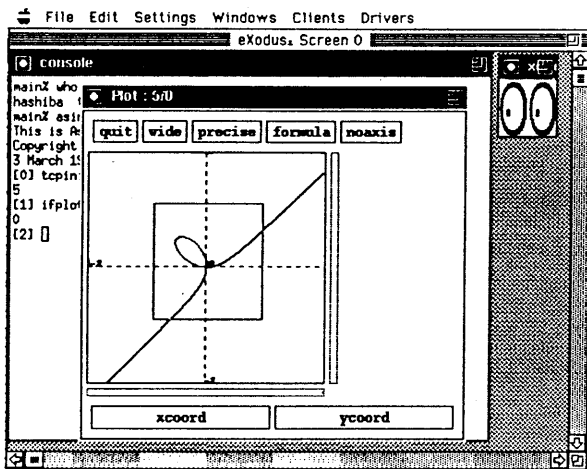 File Edit Settings Windows Clients Drivers
eXodus: Screen 0
console
main% who
hashiba
main% asir
This is As
Copyright
3 March 19
[0] tcpin
5
[1] ifplot
0
[2]
Plot : 5/0
quit wide precise formula noaxis
xcoord ycoord